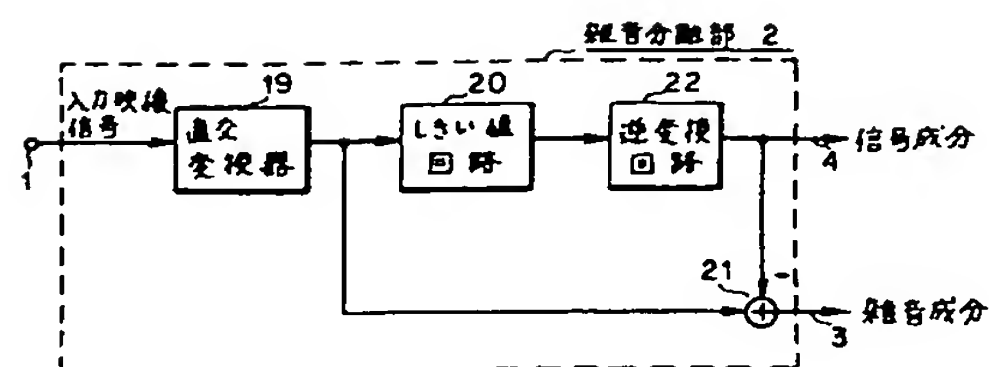 雑音分離部 2
入力映像
信号
1
19
直交
変換器
20
しきい値
回路
22
逆変換
回路
4
信号成分
21
-
+
3
雑音成分